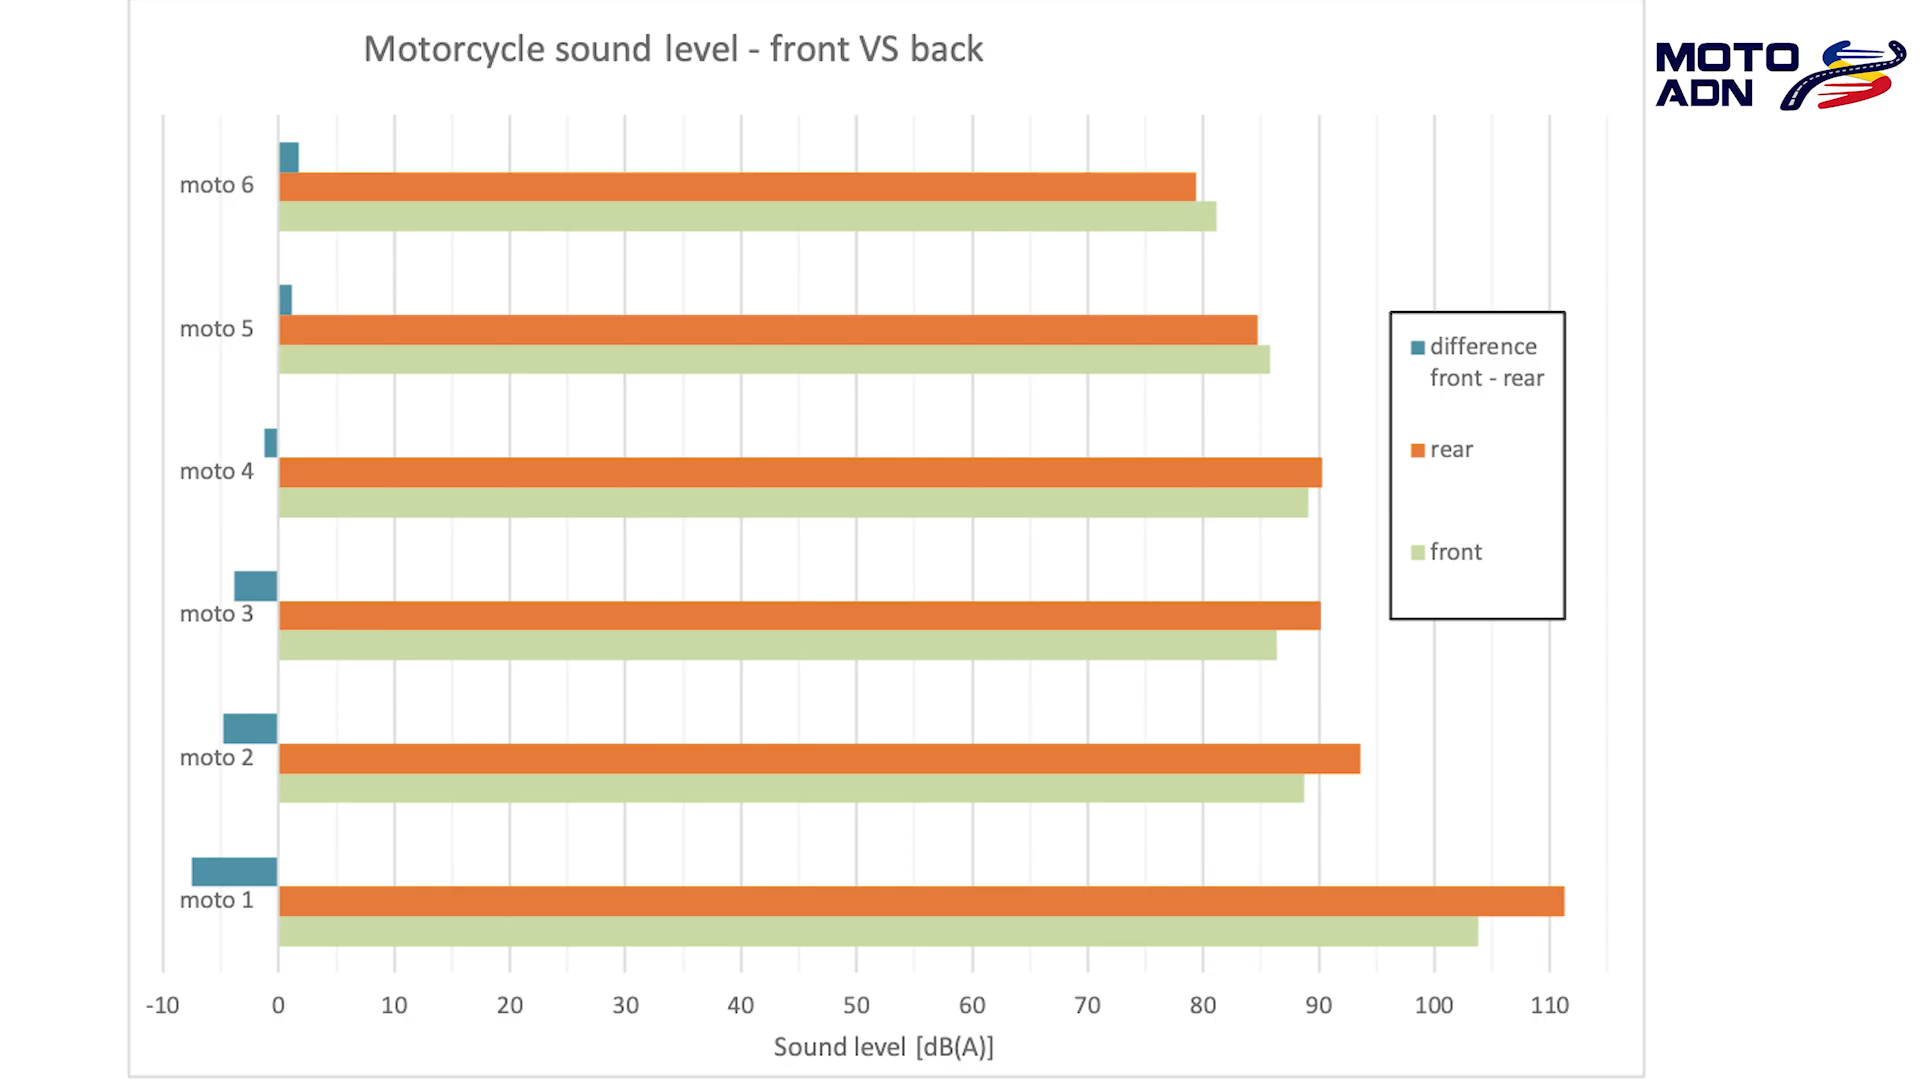 Motorcycle sound level - front VS back
MOTO
ADN
moto 6
moto 5
moto 4
moto 3
moto 2
moto 1
difference
front - rear
rear
front
-10 0 10 20 30 40 50 60 70 80 90 100 110
Sound level [dB(A)]